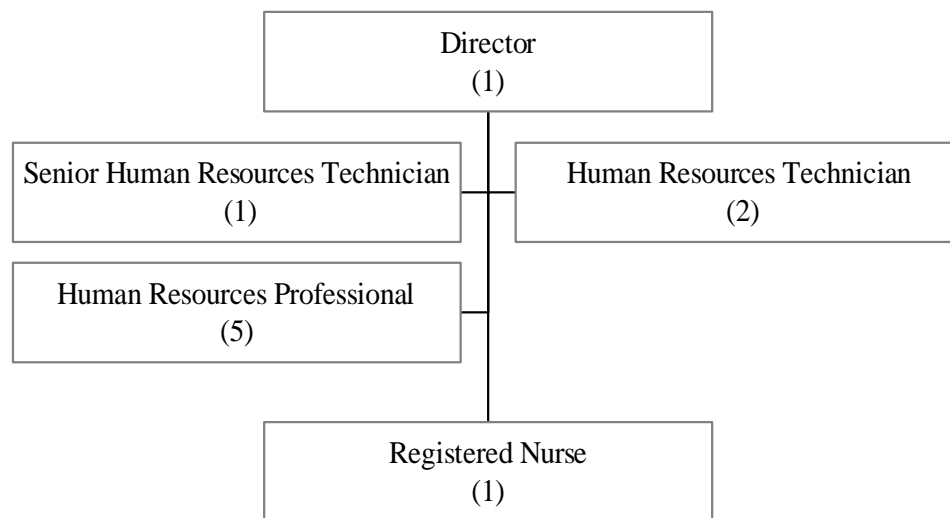 Director
(1)
Senior Human Resources Technician
(1)
Human Resources Technician
(2)
Human Resources Professional
(5)
Registered Nurse
(1)